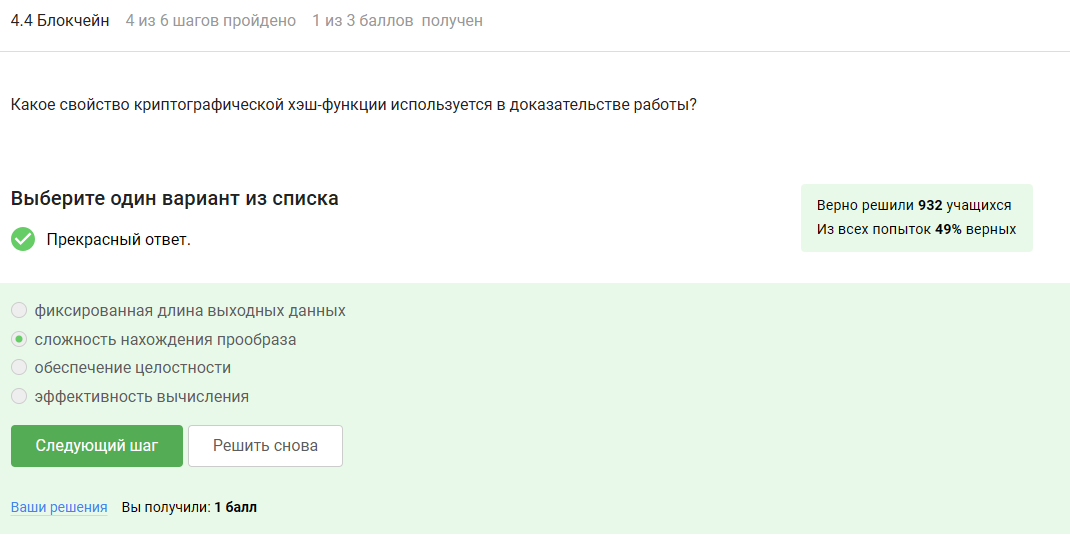 4.4 Блокчейн 4 из 6 шагов пройдено 1 из 3 баллов получен
Какое свойство криптографической хэш-функции используется в доказательстве работы?
Выберите один вариант из списка
Прекрасный ответ.
Верно решили 932 учащихся
Из всех попыток 49% верных
фиксированная длина выходных данных
сложность нахождения прообраза
обеспечение целостности
эффективность вычисления
Следующий шаг Решить снова
Ваши решения Вы получили: 1 балл